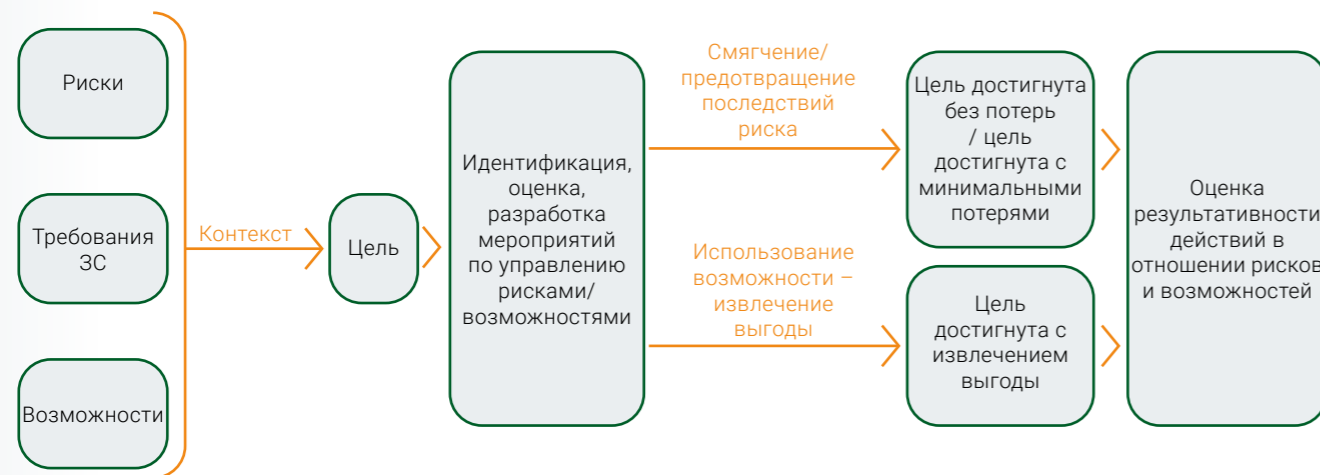 Риски
Требования
ЗС
Возможности
Контекст
Цель
Идентификация,
оценка,
разработка
мероприятий
по управлению
рисками/
возможностями
Смягчение/
предотвращение
последствий
риска
Использование
возможности –
извлечение
выгоды
Цель достигнута
без потерь
/ цель
достигнута с
минимальными
потерями
Цель
достигнута с
извлечением
выгоды
Оценка
результативности
действий в
отношении рисков
и возможностей